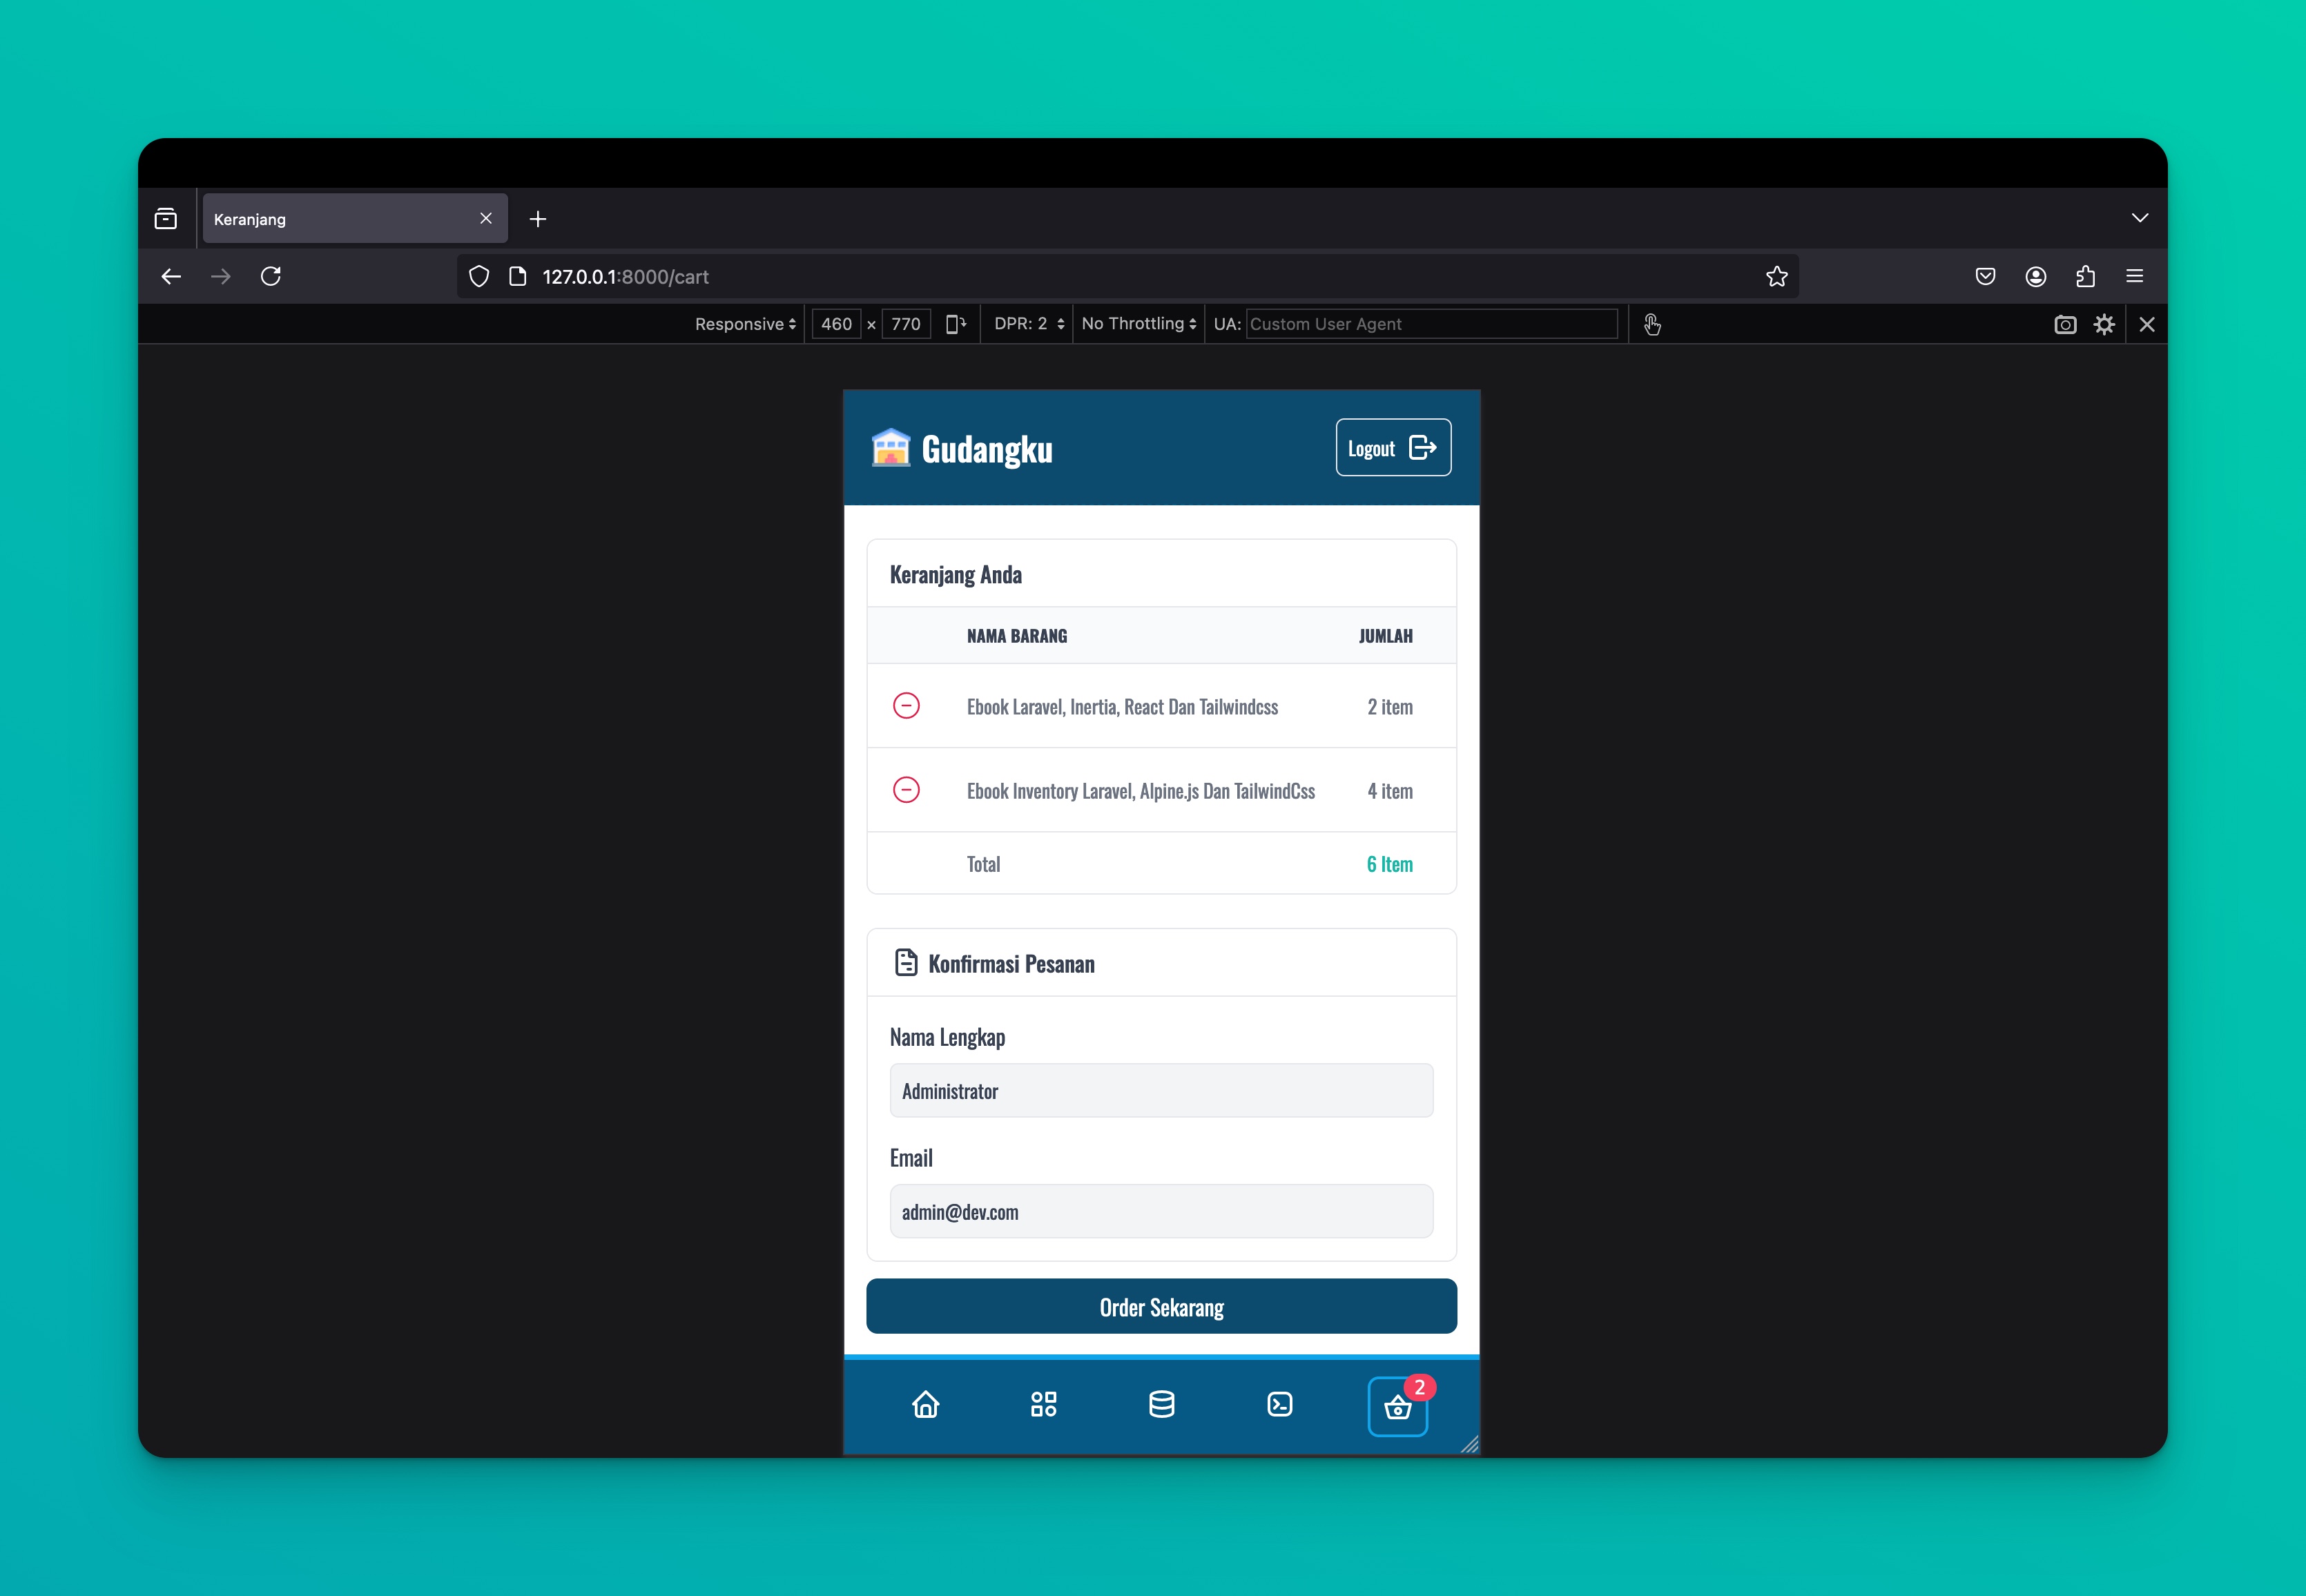 Keranjang
127.0.0.1:8000/cart
Responsive 460 × 770 DPR: 2 No Throttling UA: Custom User Agent
Gudangku
Logout
Keranjang Anda
NAMA BARANG JUMLAH
Ebook Laravel, Inertia, React Dan Tailwindcss 2 item
Ebook Inventory Laravel, Alpine.js Dan TailwindCss 4 item
Total 6 Item
Konfirmasi Pesanan
Nama Lengkap
Administrator
Email
admin@dev.com
Order Sekarang
2